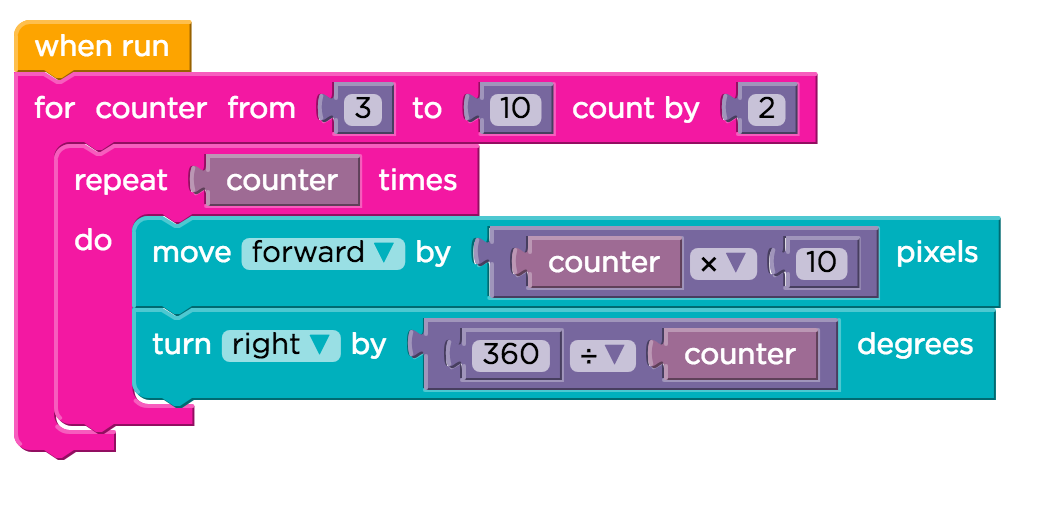 when run
for counter from 3 to 10 count by 2
repeat counter times
do
move forward ▼ by counter × ▼ 10 pixels
turn right ▼ by 360 ÷ ▼ counter degrees